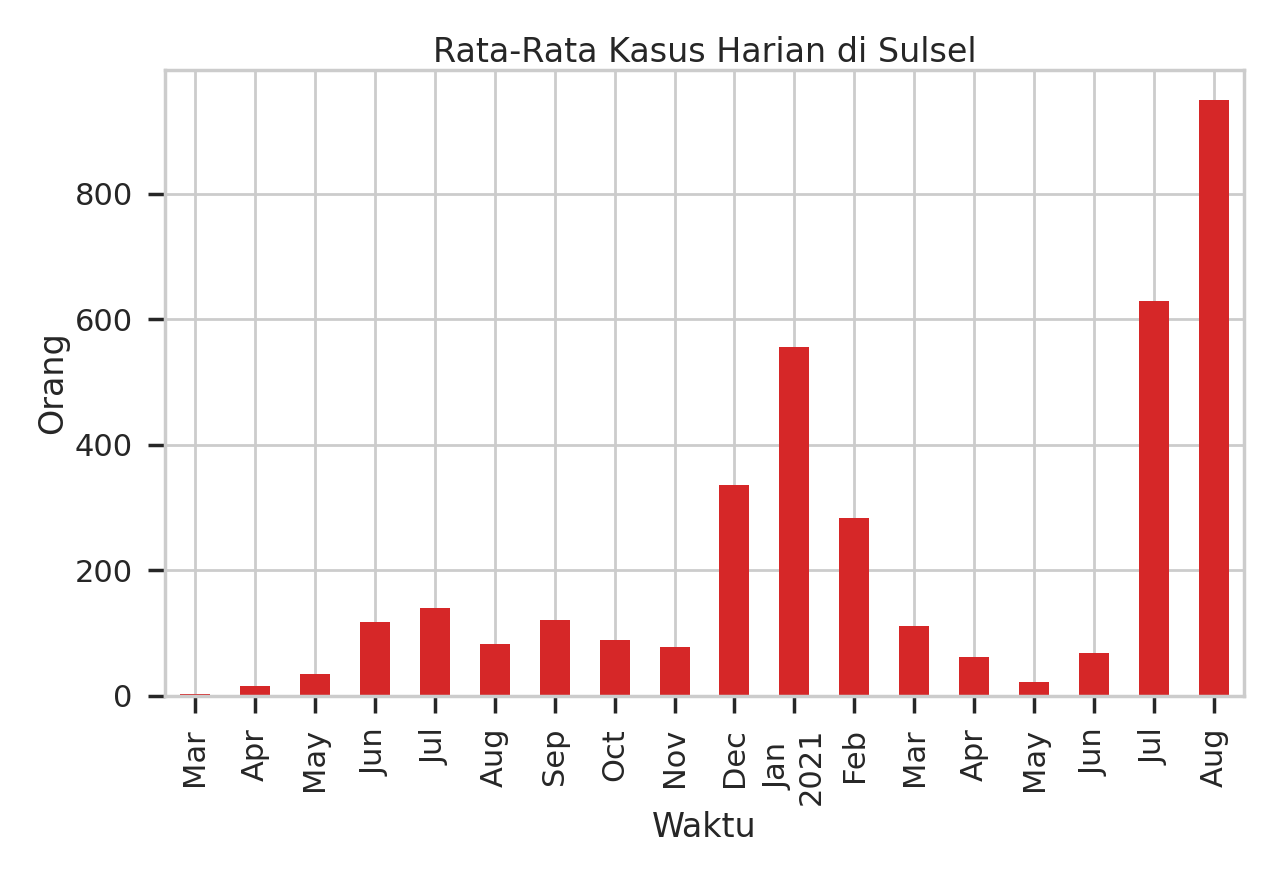 Rata-Rata Kasus Harian di Sulsel
Orang
800
600
400
200
0
Mar
Apr
May
Jun
Jul
Aug
Sep
Oct
Nov
Dec
Jan
2021
Feb
Mar
Apr
May
Jun
Jul
Aug
Waktu